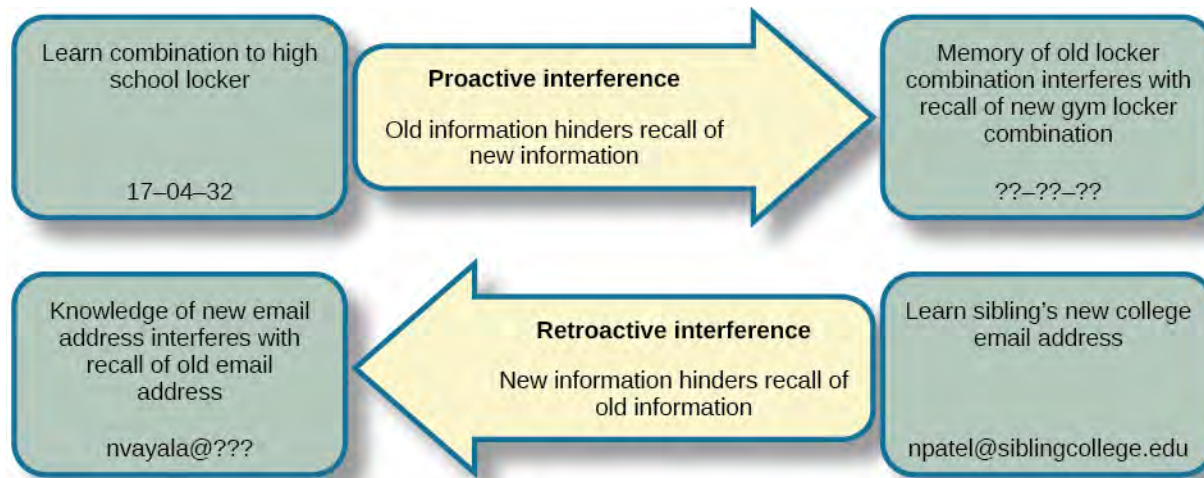 Learn combination to high
school locker
17–04–32
Proactive interference
Old information hinders recall of
new information
Memory of old locker
combination interferes with
recall of new gym locker
combination
??–??–??
Knowledge of new email
address interferes with
recall of old email
address
nvayala@???
Retroactive interference
New information hinders recall of
old information
Learn sibling’s new college
email address
npatel@siblingcollege.edu